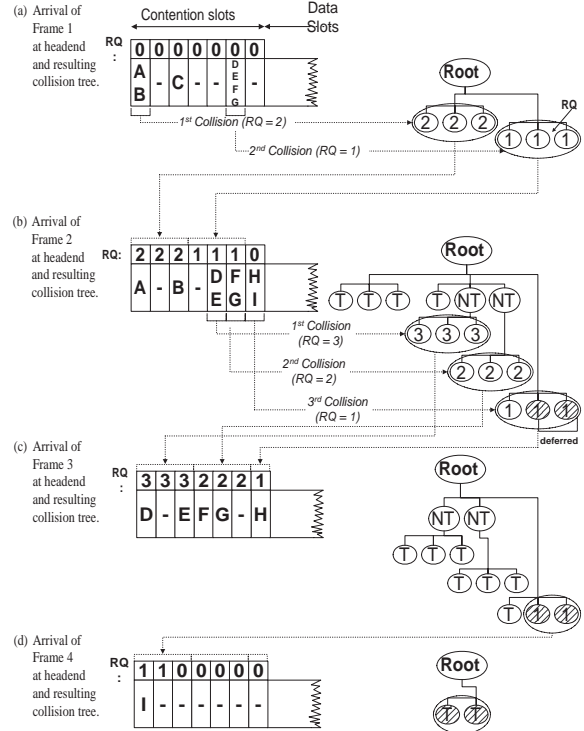 (a) Arrival of
Frame 1
at headend
and resulting
collision tree.
Contention slots
Data
Slots
RQ
:
0 0 0 0 0 0 0
A
B
- C - -
D
E
F
G
-
1st Collision (RQ = 2)
2nd Collision (RQ = 1)
Root
RQ
2 2 2
1 1 1
(b) Arrival of
Frame 2
at headend
and resulting
collision tree.
RQ:
2 2 2 1 1 1 0
A - B - D F H
E G I
1st Collision
(RQ = 3)
2nd Collision
(RQ = 2)
3rd Collision
(RQ = 1)
Root
T T T T NT NT
3 3 3
2 2 2
1 1 1
deferred
(c) Arrival of
Frame 3
at headend
and resulting
collision tree.
RQ
:
3 3 3 2 2 2 1
D - E F G - H
Root
NT NT
T T T
T T T
T 1 1
(d) Arrival of
Frame 4
at headend
and resulting
collision tree.
RQ
:
1 1 0 0 0 0 0
I - - - - - -
Root
T T